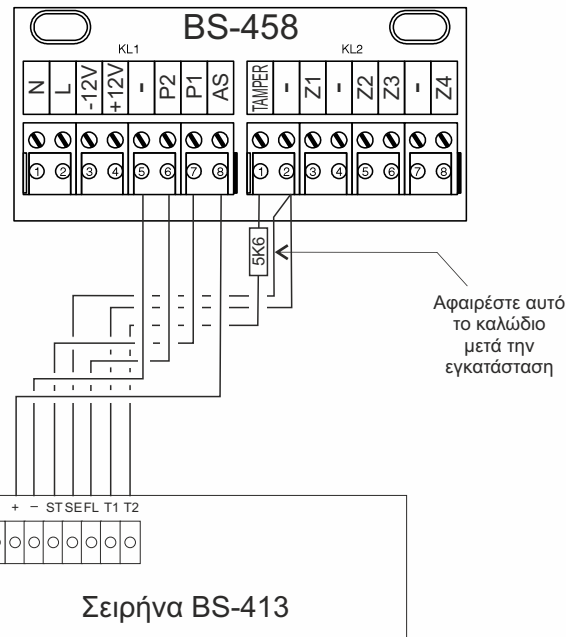 BS-458
KL1 KL2
N L -12V +12V - P2 P1 AS TAMPER - Z1 - Z2 Z3 - Z4
1 2 3 4 5 6 7 8 1 2 3 4 5 6 7 8
5K6
Αφαιρέστε αυτό
το καλώδιο
μετά την
εγκατάσταση
+ - ST SE FL T1 T2
Σειρήνα BS-413